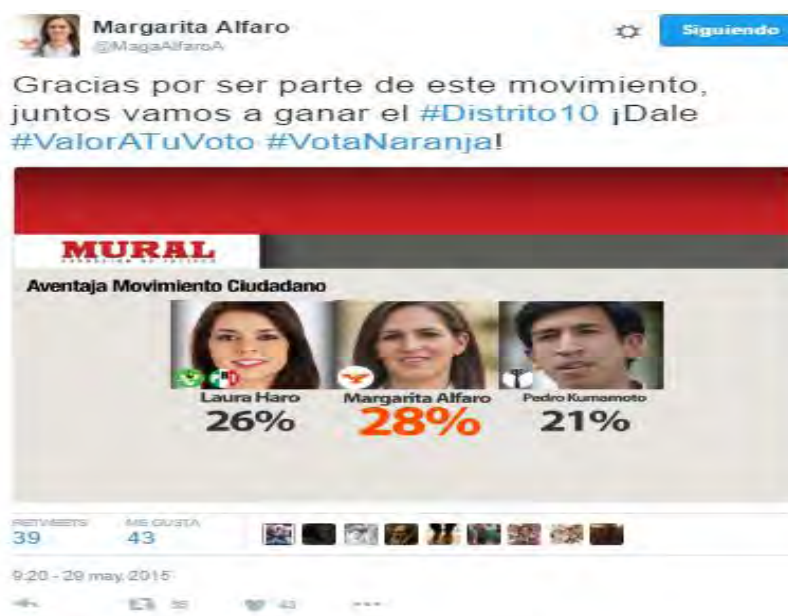 Margarita Alfaro
@MagaAlfaroA
Siguiendo
Gracias por ser parte de este movimiento,
juntos vamos a ganar el #Distrito10 ¡Dale
#ValorATuVoto #VotaNaranja!
MURAL
Aventaja Movimiento Ciudadano
Laura Haro Margarita Alfaro Pedro Kumamoto
26% 28% 21%
RETWEETS ME GUSTA
39 43
9:20 - 29 may. 2015
43